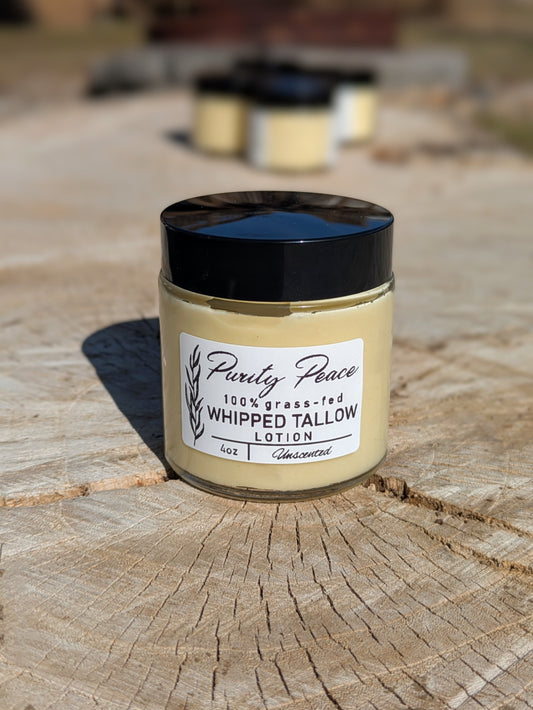 Purity Peace
100% grass-fed
WHIPPED TALLOW
LOTION
4oz Unscented